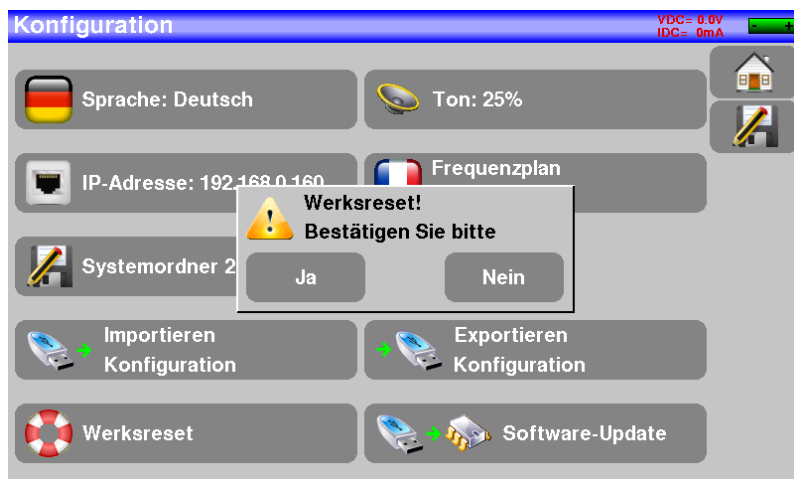 Konfiguration
VDC= 0.0V
IDC= 0mA
- +
Sprache: Deutsch
Ton: 25%
IP-Adresse: 192.168.0.160
Frequenzplan
Werksreset!
Bestätigen Sie bitte
Systemordner 2
Ja
Nein
Importieren
Konfiguration
Exportieren
Konfiguration
Werksreset
Software-Update